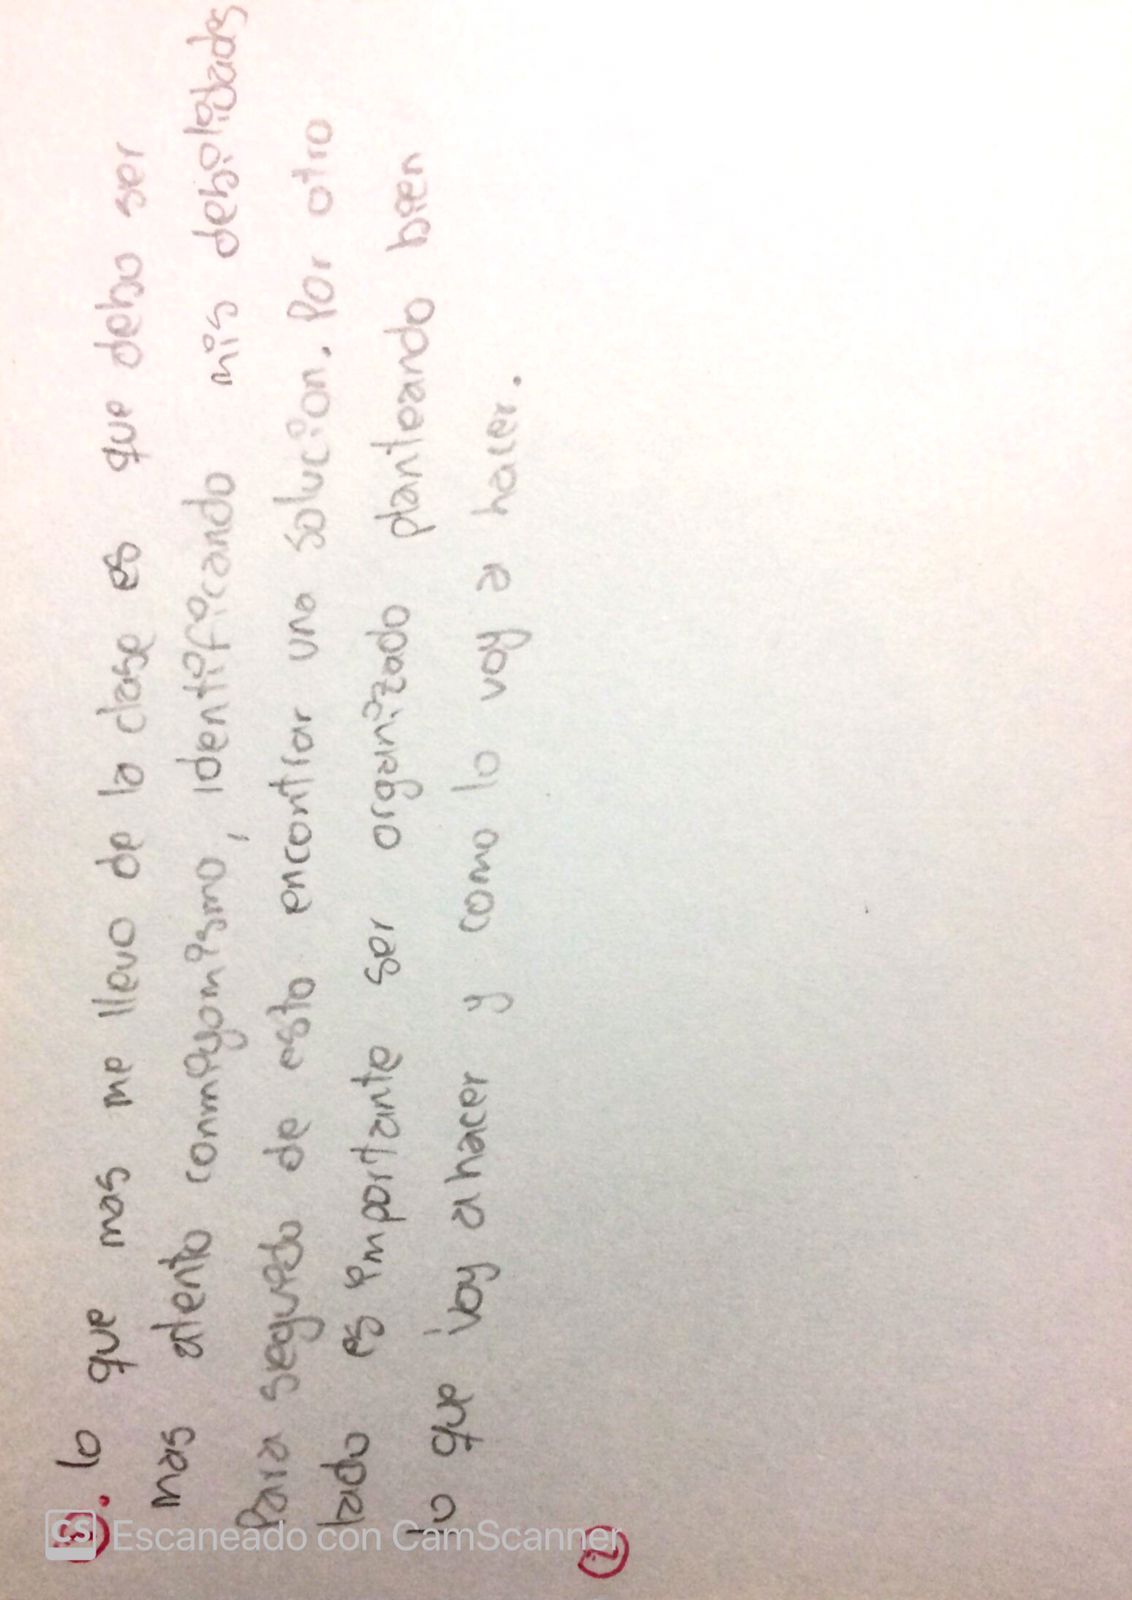 lo que mas me llevo de la clase es que debo ser
mas atento conmigomismo, identificando mis debilidades
Para seguido de esto encontrar una solucion. Por otro
lado es importante ser organizado planteando bien
lo que voy a hacer y como lo voy a hacer.
2
CS Escaneado con CamScanner